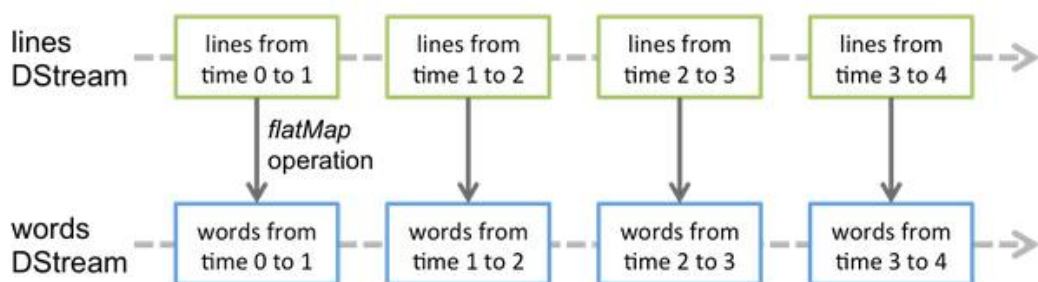 lines
DStream
lines from
time 0 to 1
lines from
time 1 to 2
lines from
time 2 to 3
lines from
time 3 to 4
flatMap
operation
words
DStream
words from
time 0 to 1
words from
time 1 to 2
words from
time 2 to 3
words from
time 3 to 4